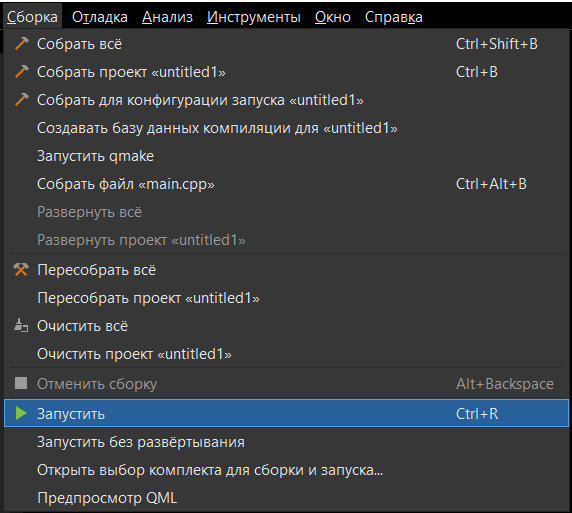 Сборка Отладка Анализ Инструменты Окно Справка
Собрать всё Ctrl+Shift+B
Собрать проект «untitled1» Ctrl+B
Собрать для конфигурации запуска «untitled1»
Создавать базу данных компиляции для «untitled1»
Запустить qmake
Собрать файл «main.cpp» Ctrl+Alt+B
Развернуть всё
Развернуть проект «untitled1»
Пересобрать всё
Пересобрать проект «untitled1»
Очистить всё
Очистить проект «untitled1»
Отменить сборку Alt+Backspace
Запустить Ctrl+R
Запустить без развёртывания
Открыть выбор комплекта для сборки и запуска...
Предпросмотр QML